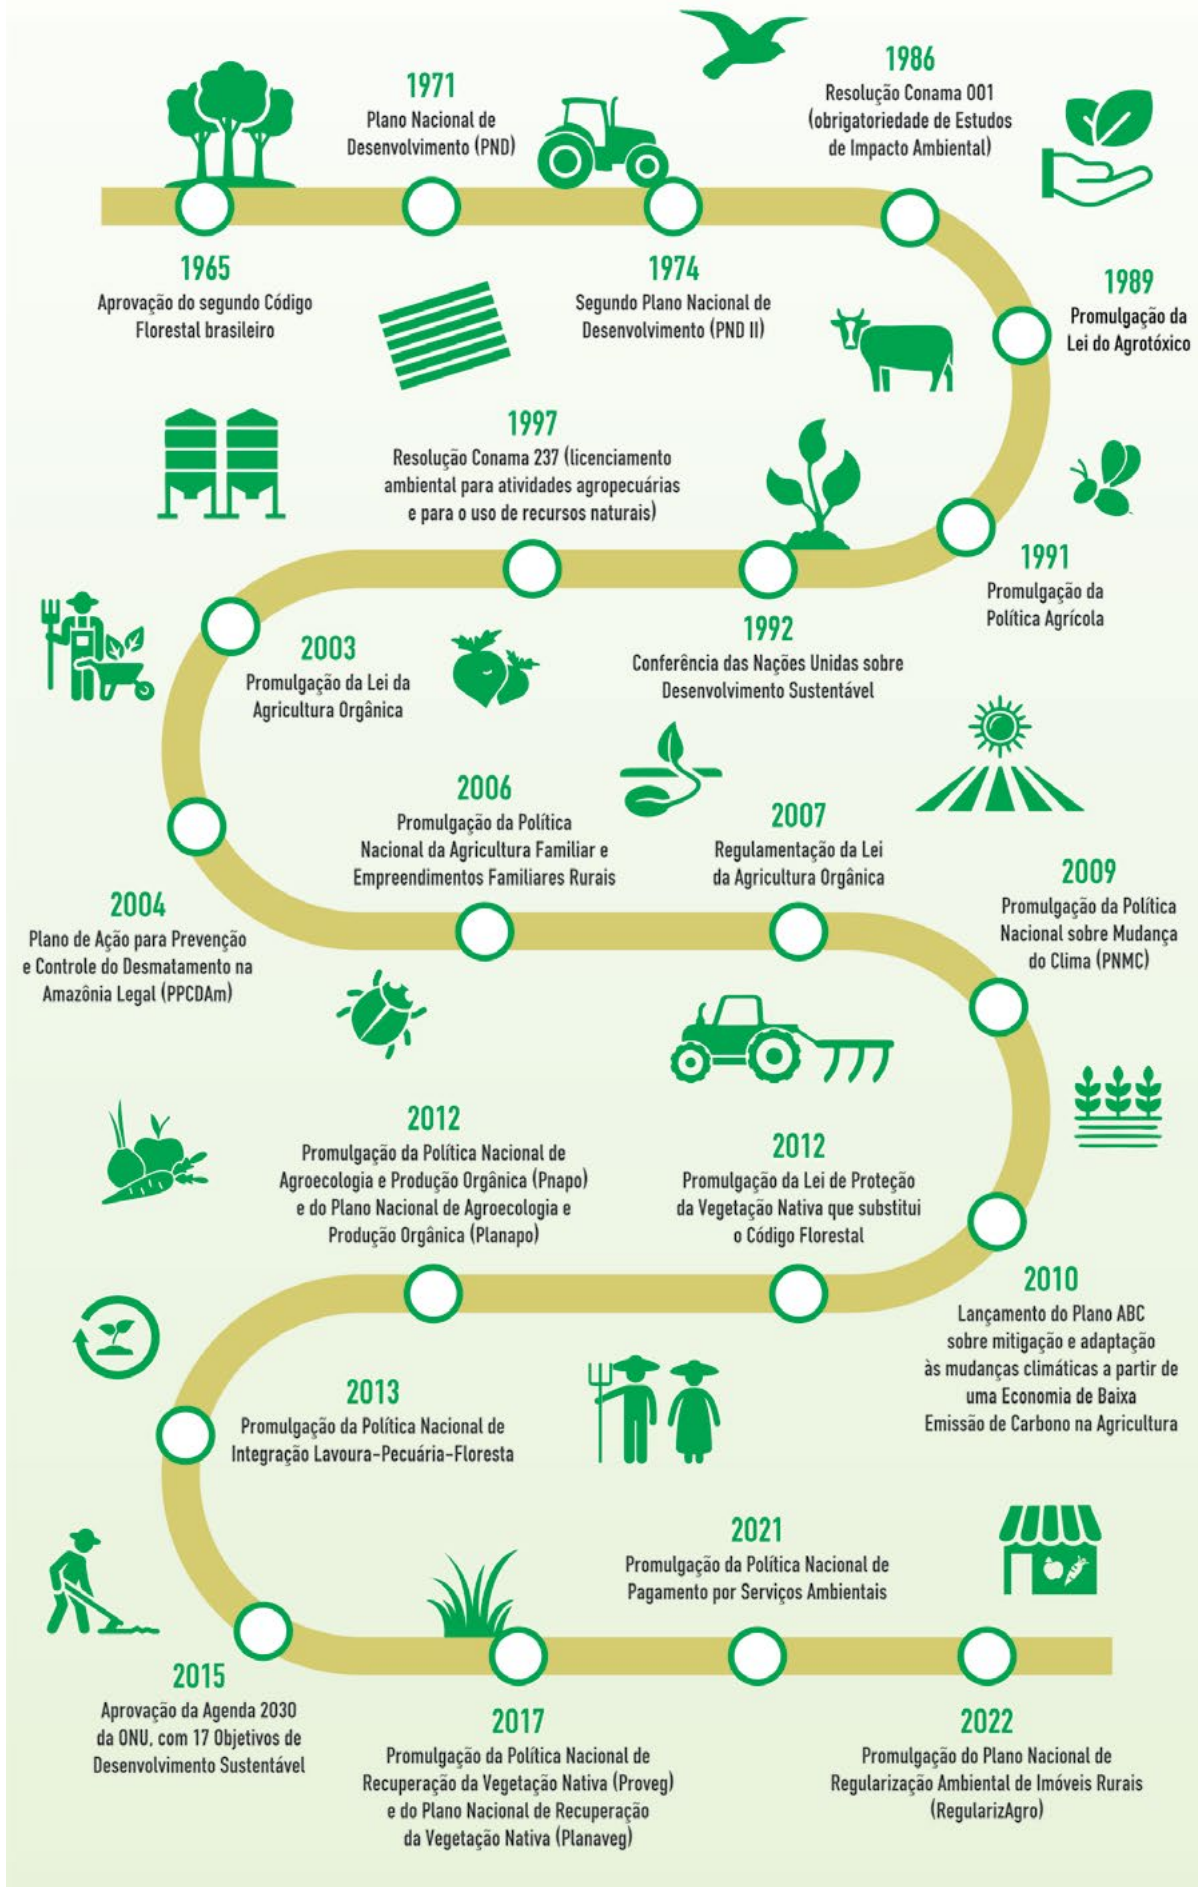 1965
Aprovação do segundo Código
Florestal brasileiro
1971
Plano Nacional de
Desenvolvimento (PND)
1974
Segundo Plano Nacional de
Desenvolvimento (PND II)
1986
Resolução Conama 001
(obrigatoriedade de Estudos
de Impacto Ambiental)
1989
Promulgação da
Lei do Agrotóxico
1991
Promulgação da
Política Agrícola
1992
Conferência das Nações Unidas sobre
Desenvolvimento Sustentável
1997
Resolução Conama 237 (licenciamento
ambiental para atividades agropecuárias
e para o uso de recursos naturais)
2003
Promulgação da Lei da
Agricultura Orgânica
2004
Plano de Ação para Prevenção
e Controle do Desmatamento na
Amazônia Legal (PPCDAm)
2006
Promulgação da Política
Nacional da Agricultura Familiar e
Empreendimentos Familiares Rurais
2007
Regulamentação da Lei
da Agricultura Orgânica
2009
Promulgação da Política
Nacional sobre Mudança
do Clima (PNMC)
2010
Lançamento do Plano ABC
sobre mitigação e adaptação
às mudanças climáticas a partir de
uma Economia de Baixa
Emissão de Carbono na Agricultura
2012
Promulgação da Lei de Proteção
da Vegetação Nativa que substitui
o Código Florestal
2012
Promulgação da Política Nacional de
Agroecologia e Produção Orgânica (Pnapo)
e do Plano Nacional de Agroecologia e
Produção Orgânica (Planapo)
2013
Promulgação da Política Nacional de
Integração Lavoura-Pecuária-Floresta
2015
Aprovação da Agenda 2030
da ONU, com 17 Objetivos de
Desenvolvimento Sustentável
2017
Promulgação da Política Nacional de
Recuperação da Vegetação Nativa (Proveg)
e do Plano Nacional de Recuperação
da Vegetação Nativa (Planaveg)
2021
Promulgação da Política Nacional de
Pagamento por Serviços Ambientais
2022
Promulgação do Plano Nacional de
Regularização Ambiental de Imóveis Rurais
(RegularizAgro)